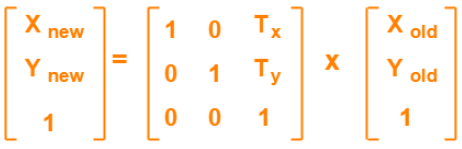 X new = 1 0 Tx x X old
Y new 0 1 Ty Y old
1 0 0 1 1